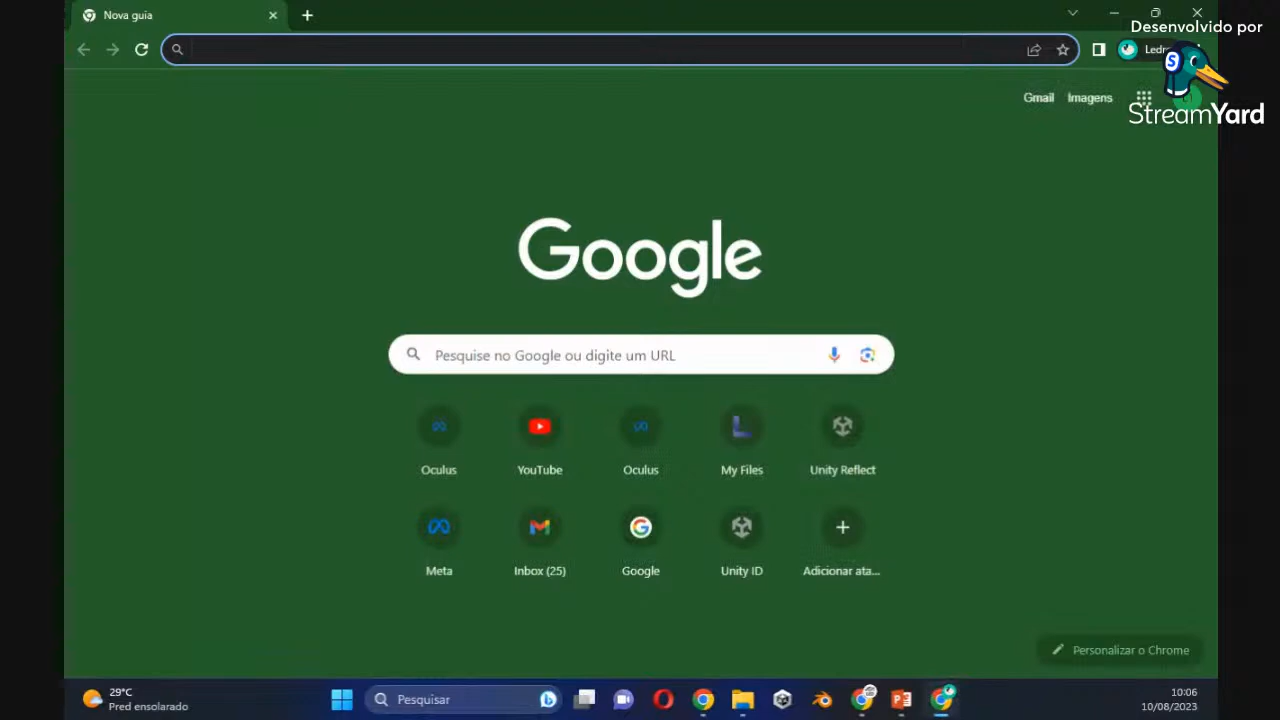 Nova guia
Desenvolvido por
StreamYard
Gmail Imagens
Google
Pesquise no Google ou digite um URL
Oculus YouTube Oculus My Files Unity Reflect
Meta Inbox (25) Google Unity ID Adicionar ata...
Personalizar o Chrome
29°C
Pred ensolarado
Pesquisar
10:06
10/08/2023